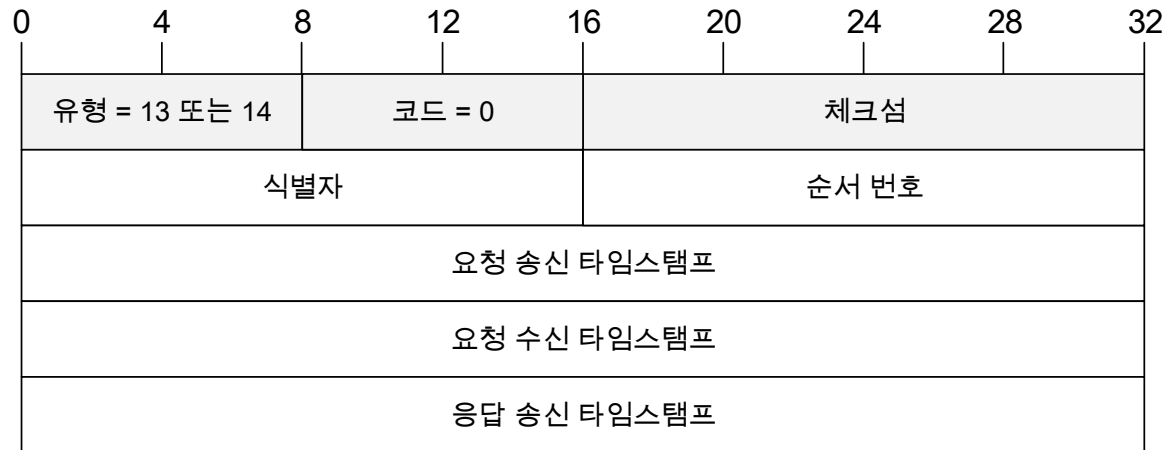 0 4 8 12 16 20 24 28 32
유형 = 13 또는 14 코드 = 0 체크섬
식별자 순서 번호
요청 송신 타임스탬프
요청 수신 타임스탬프
응답 송신 타임스탬프